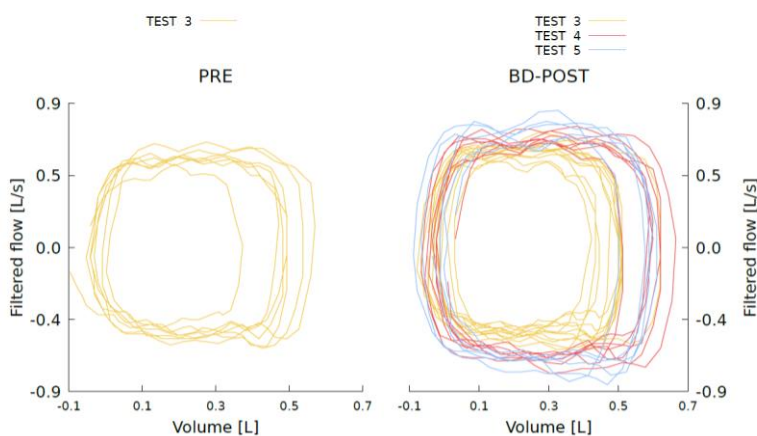 TEST 3
TEST 3
TEST 4
TEST 5
PRE
BD-POST
0.9
0.5
0.0
-0.4
-0.9
Filtered flow [L/s]
-0.1
0.1
0.3
0.5
0.7
Volume [L]
0.9
0.5
0.0
-0.4
-0.9
Filtered flow [L/s]
-0.1
0.1
0.3
0.5
0.7
Volume [L]